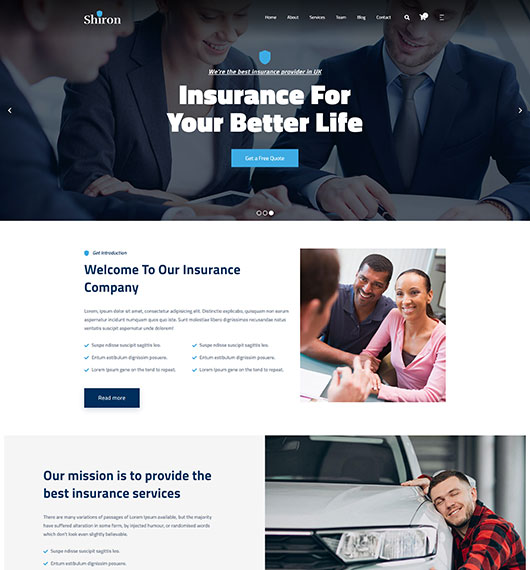 Shiron
Home About Services Team Blog Contact
We're the best insurance provider in UK
Insurance For
Your Better Life
Get a Free Quote
Get Introduction
Welcome To Our Insurance
Company
Lorem, ipsum dolor sit amet, consectetur adipisicing elit. Distinctio explicabo, quisquam non earum
aspernatur incidunt numquam quos quo iste. Sunt molestiae libero dignissimos recusandae natus
veritatis suscipit aspernatur unde dolorem!
Suspe ndisse suscipit sagittis leo.
Suspe ndisse suscipit sagittis leo.
Entum estibulum dignissim posuere.
Entum estibulum dignissim posuere.
Lorem Ipsum gene on the tend to repeat.
Lorem Ipsum gene on the tend to repeat.
Read more
Our mission is to provide the
best insurance services
There are many variations of passages of Lorem Ipsum available, but the majority
have suffered alteration in some form, by injected humour, or randomised words
which don't look even slightly believable.
Suspe ndisse suscipit sagittis leo.
Entum estibulum dignissim posuere.